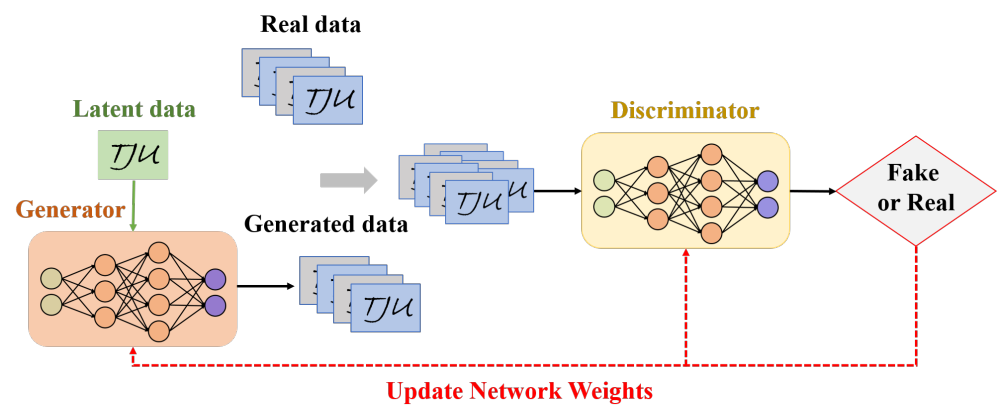 Real data
TJU
Latent data
TJU
Generator
Generated data
TJU
TJU
Discriminator
Fake
or Real
Update Network Weights